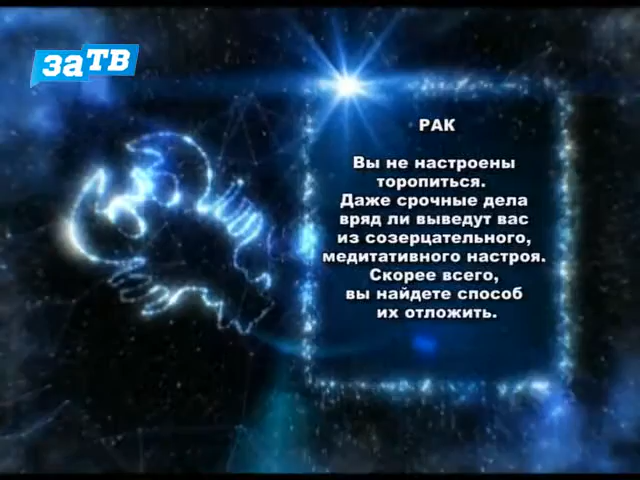 заТВ
РАК
Вы не настроены
торопиться.
Даже срочные дела
вряд ли выведут вас
из созерцательного,
медитативного настроя.
Скорее всего,
вы найдете способ
их отложить.